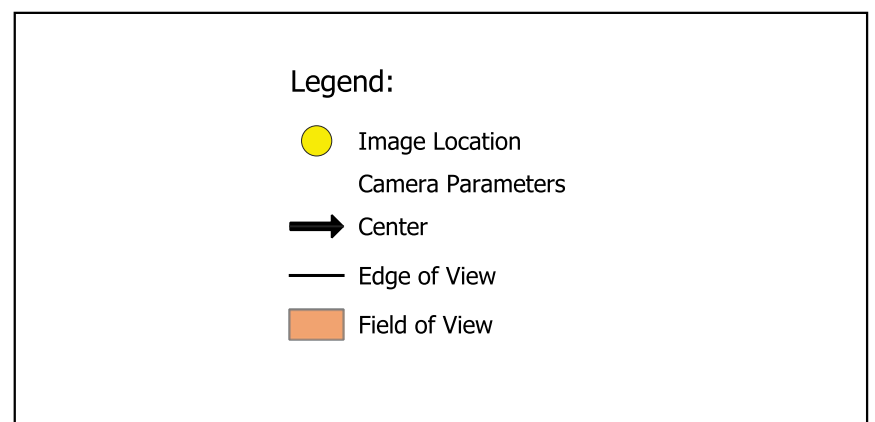 Legend:
Image Location
Camera Parameters
Center
Edge of View
Field of View